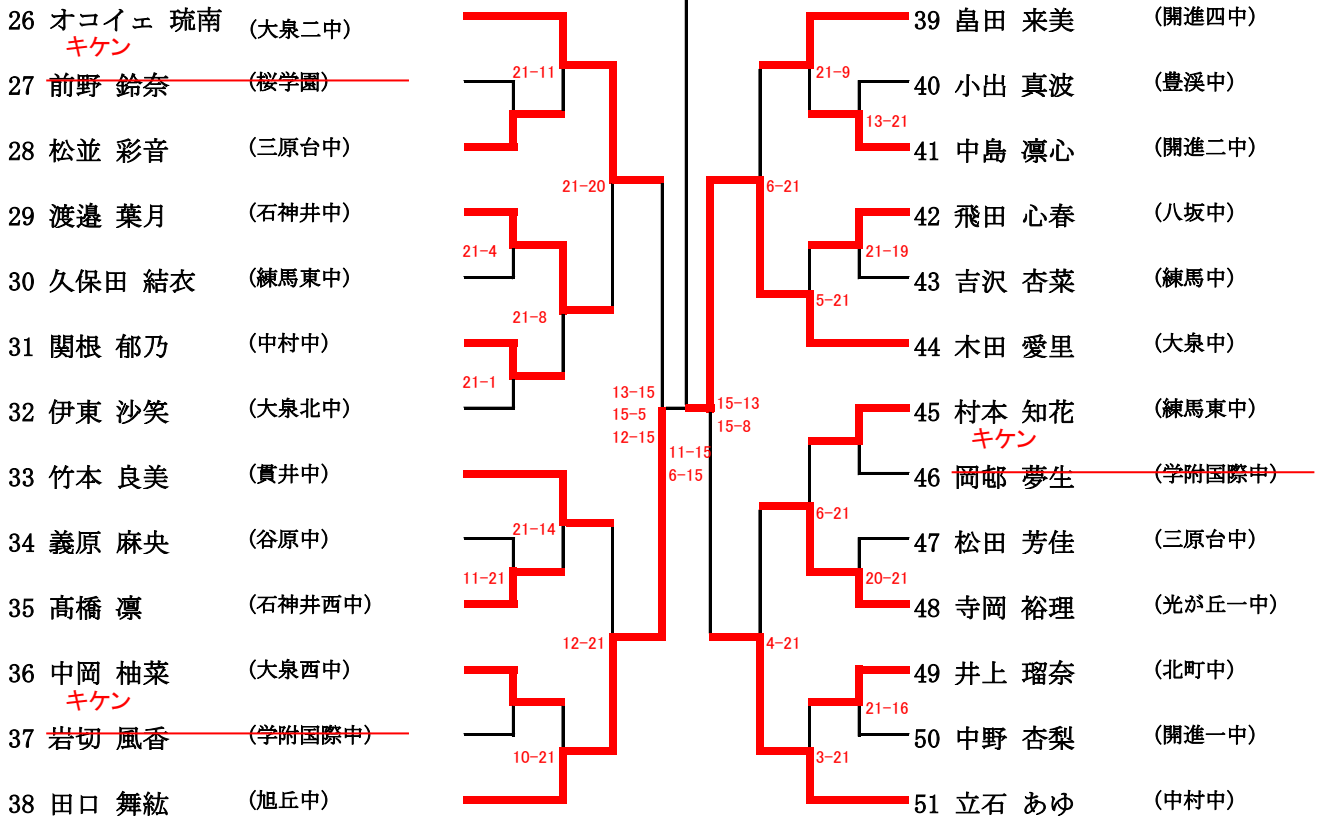 26 オコイェ 琉南 (大泉二中)
キケン
27 前野 鈴奈 (桜学園)
28 松並 彩音 (三原台中)
29 渡邉 葉月 (石神井中)
30 久保田 結衣 (練馬東中)
31 関根 郁乃 (中村中)
32 伊東 沙笑 (大泉北中)
33 竹本 良美 (貫井中)
34 義原 麻央 (谷原中)
35 髙橋 凛 (石神井西中)
36 中岡 柚菜 (大泉西中)
キケン
37 岩切 風香 (学附国際中)
38 田口 舞紘 (旭丘中)
21-11
21-20
21-4
21-8
21-1
21-14
11-21
12-21
10-21
13-15
15-5
12-15
11-15
6-15
15-13
15-8
21-9
13-21
6-21
21-19
5-21
6-21
20-21
4-21
21-16
3-21
39 畠田 来美 (開進四中)
40 小出 真波 (豊渓中)
41 中島 凛心 (開進二中)
42 飛田 心春 (八坂中)
43 吉沢 杏菜 (練馬中)
44 木田 愛里 (大泉中)
45 村本 知花 (練馬東中)
キケン
46 岡邨 夢生 (学附国際中)
47 松田 芳佳 (三原台中)
48 寺岡 裕理 (光が丘一中)
49 井上 瑠奈 (北町中)
50 中野 杏梨 (開進一中)
51 立石 あゆ (中村中)